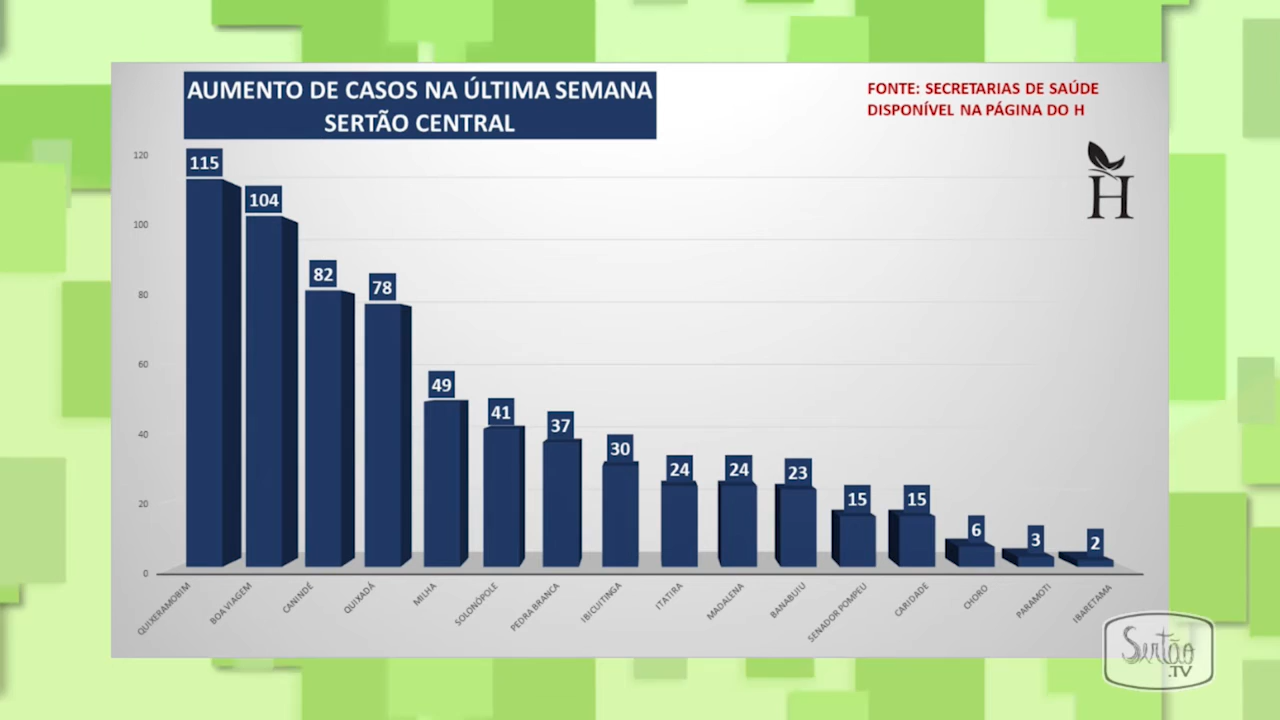 AUMENTO DE CASOS NA ÚLTIMA SEMANA
SERTÃO CENTRAL
FONTE: SECRETARIAS DE SAÚDE
DISPONÍVEL NA PÁGINA DO H
H
120
100
80
60
40
20
0
115
104
82
78
49
41
37
30
24
24
23
15
15
6
3
2
QUIXERAMOBIM
BOA VIAGEM
CANINDÉ
QUIXADÁ
MILHA
SOLONÓPOLE
PEDRA BRANCA
IBICUITINGA
ITATIRA
MADALENA
BANABUIU
SENADOR POMPEU
CARIDADE
CHORO
PARAMOTI
IBARETAMA
Sertão
.TV